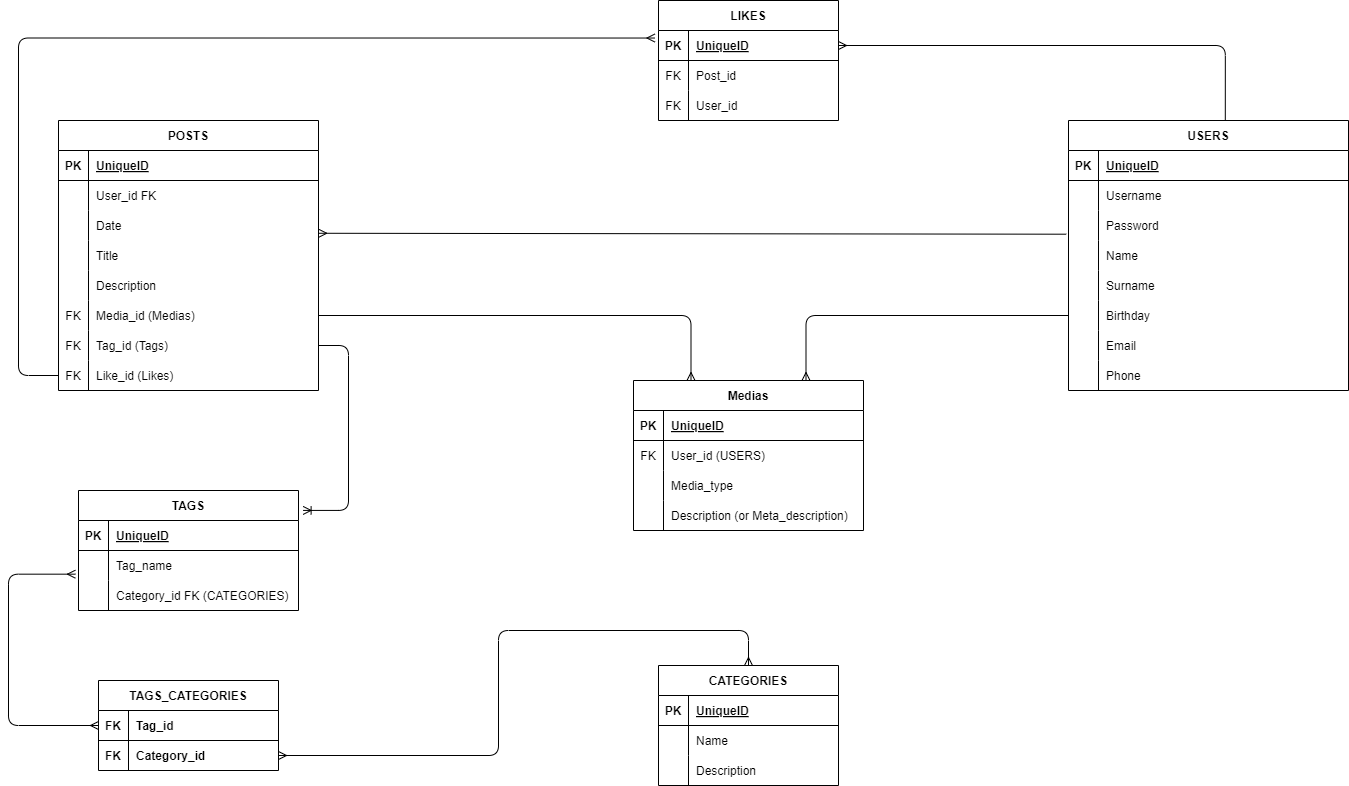 LIKES
PK UniqueID
FK Post_id
FK User_id
POSTS
PK UniqueID
User_id FK
Date
Title
Description
FK Media_id (Medias)
FK Tag_id (Tags)
FK Like_id (Likes)
USERS
PK UniqueID
Username
Password
Name
Surname
Birthday
Email
Phone
Medias
PK UniqueID
FK User_id (USERS)
Media_type
Description (or Meta_description)
TAGS
PK UniqueID
Tag_name
Category_id FK (CATEGORIES)
TAGS_CATEGORIES
FK Tag_id
FK Category_id
CATEGORIES
PK UniqueID
Name
Description